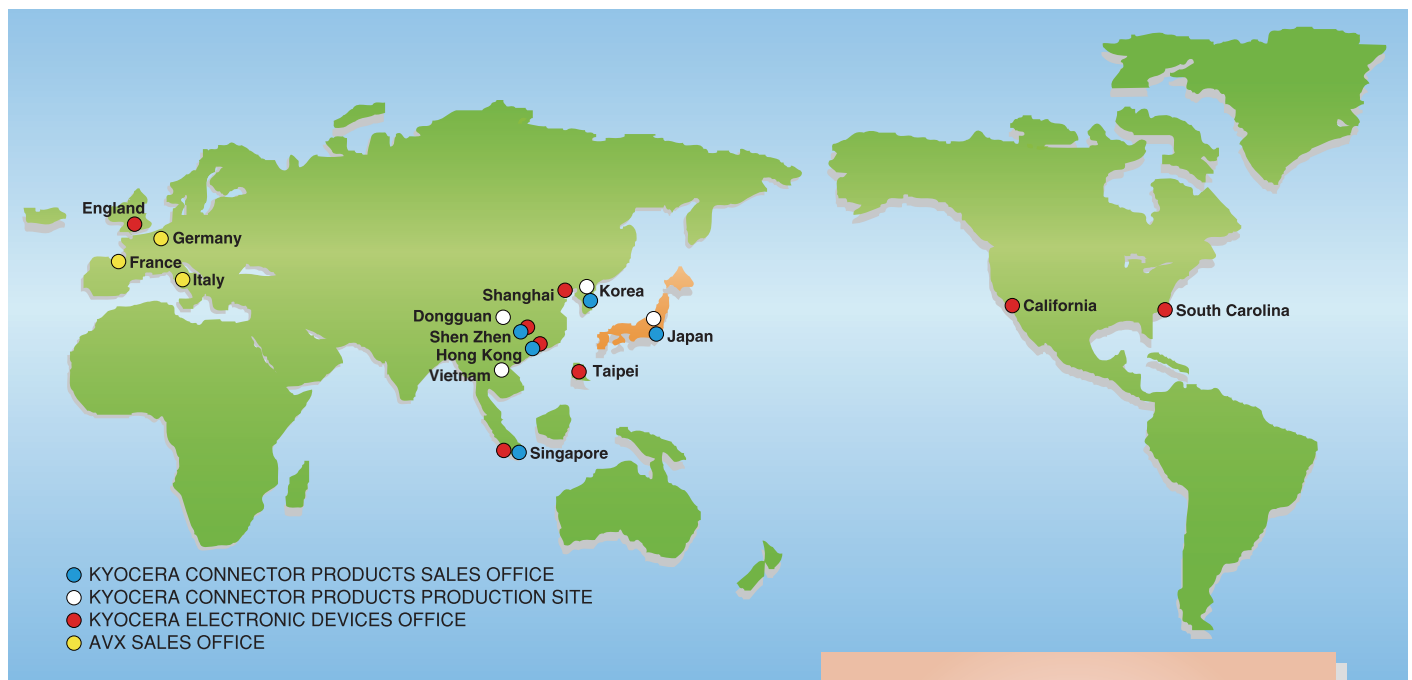 England
Germany
France
Italy
Shanghai
Korea
Dongguan
Shen Zhen
Hong Kong
Vietnam
Japan
Taipei
Singapore
California
South Carolina
KYOCERA CONNECTOR PRODUCTS SALES OFFICE
KYOCERA CONNECTOR PRODUCTS PRODUCTION SITE
KYOCERA ELECTRONIC DEVICES OFFICE
AVX SALES OFFICE